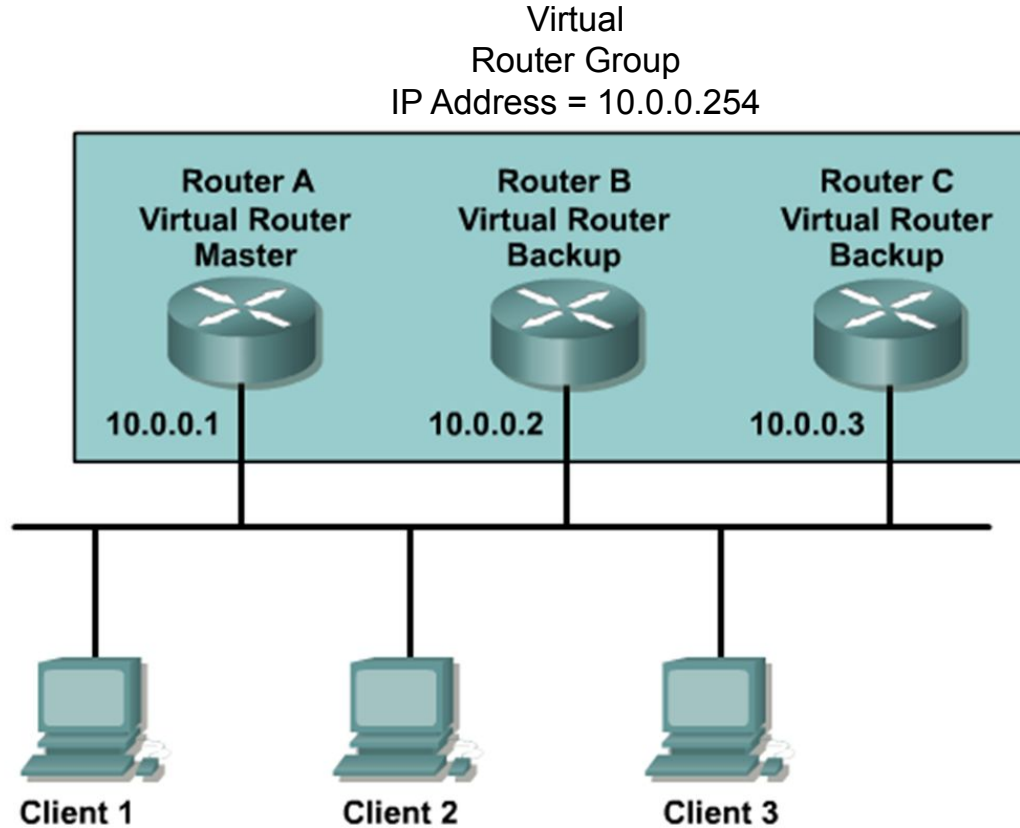 Virtual
Router Group
IP Address = 10.0.0.254
Router A
Virtual Router
Master
Router B
Virtual Router
Backup
Router C
Virtual Router
Backup
10.0.0.1
10.0.0.2
10.0.0.3
Client 1
Client 2
Client 3